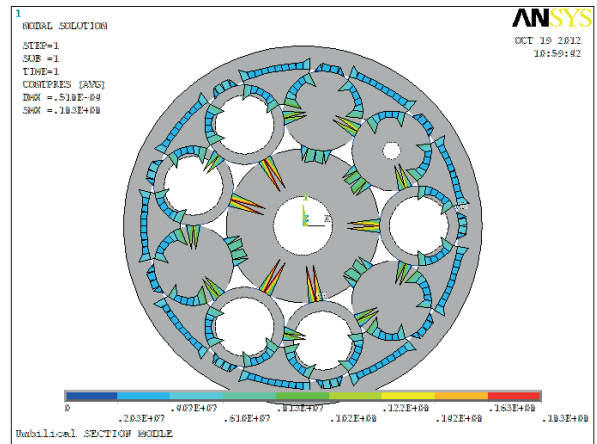 1
NODAL SOLUTION
ANSYS
OCT 19 2012
10:59:42
STEP=1
SUB =1
TIME=1
CONTPRES (AVG)
DMX =.518E-04
SMX =.183E+08
Y
Z X
0 .407E+07 .813E+07 .122E+08 .163E+08
.203E+07 .610E+07 .102E+08 .142E+08 .183E+08
Umbilical SECTION MODLE